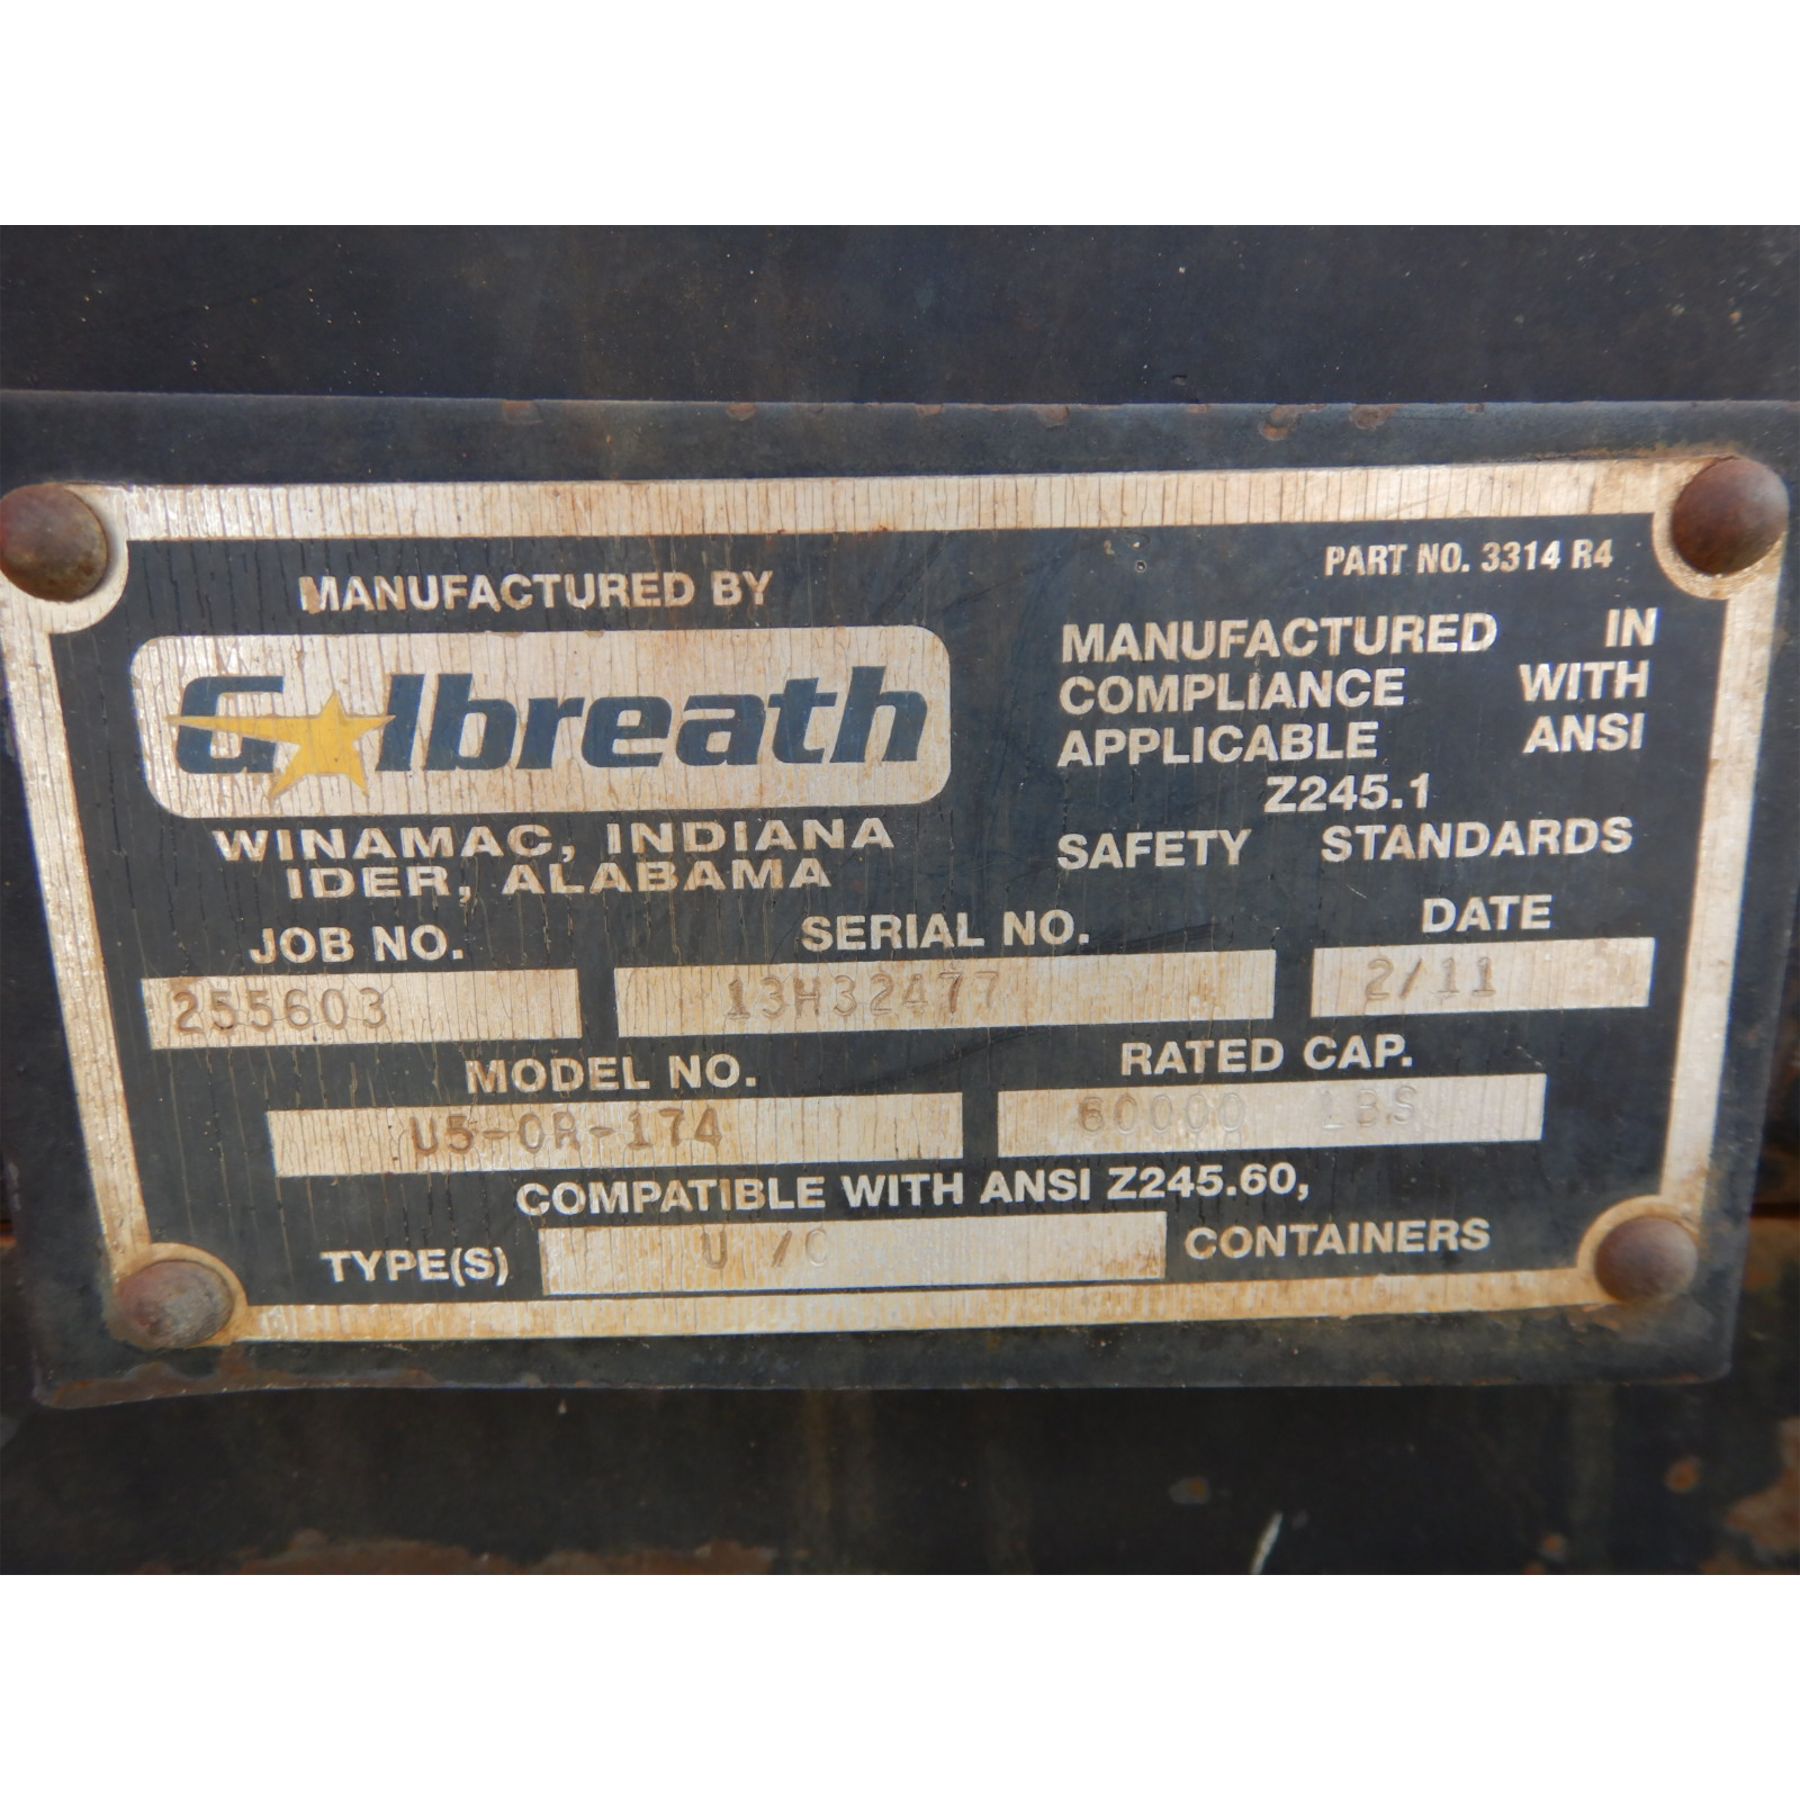 PART NO. 3314 R4
MANUFACTURED BY
Galbreath
WINAMAC, INDIANA
IDER, ALABAMA
MANUFACTURED IN
COMPLIANCE WITH
APPLICABLE ANSI
Z245.1
SAFETY STANDARDS
JOB NO. SERIAL NO. DATE
255603 13H32477 2/11
MODEL NO. RATED CAP.
U5-OR-174 60000 LBS
COMPATIBLE WITH ANSI Z245.60,
TYPE(S) U /C CONTAINERS